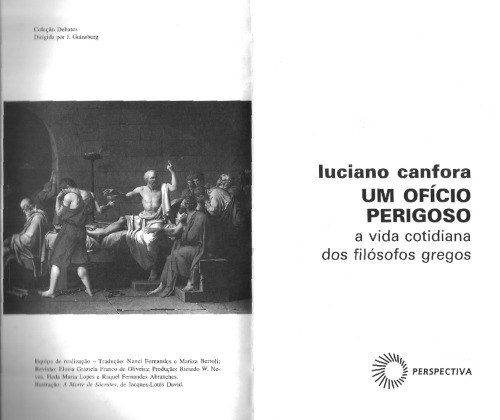 Coleção Debates
Dirigida por J. Guinsburg
Equipe de realização – Tradução: Nanci Fernandes e Mariza Bertoli;
Revisão: Eloisa Graziela Franco de Oliveira; Produção: Ricardo W. Ne-
ves, Heda Maria Lopes e Raquel Fernandes Abranches.
Ilustração: A Morte de Sócrates, de Jacques-Louis David.
luciano canfora
UM OFÍCIO
PERIGOSO
a vida cotidiana
dos filósofos gregos
PERSPECTIVA